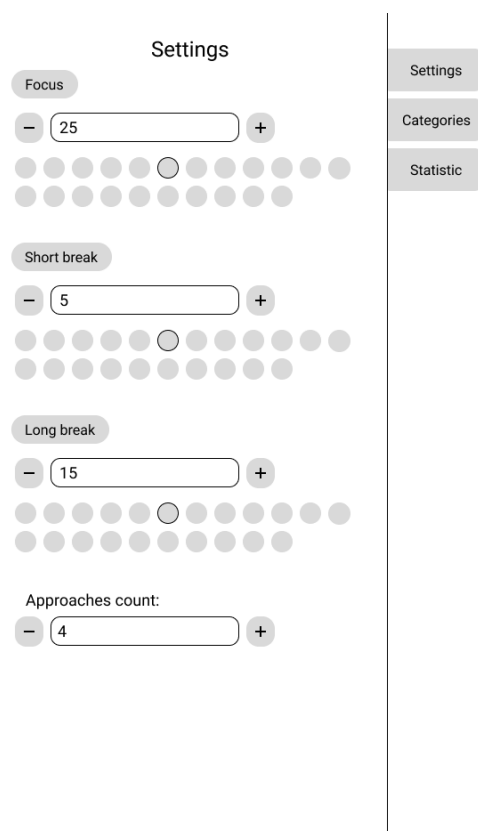 Settings
Focus
− 25 +
Short break
− 5 +
Long break
− 15 +
Approaches count:
− 4 +
Settings
Categories
Statistic